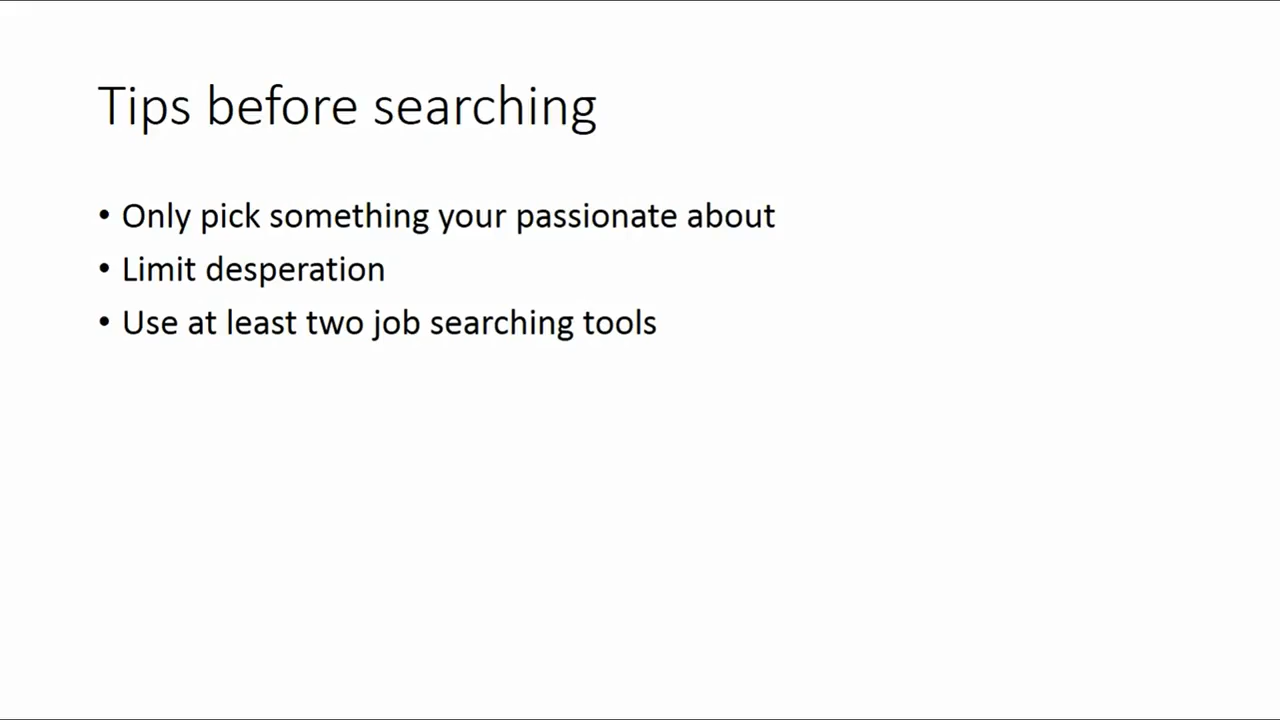 Tips before searching
• Only pick something your passionate about
• Limit desperation
• Use at least two job searching tools